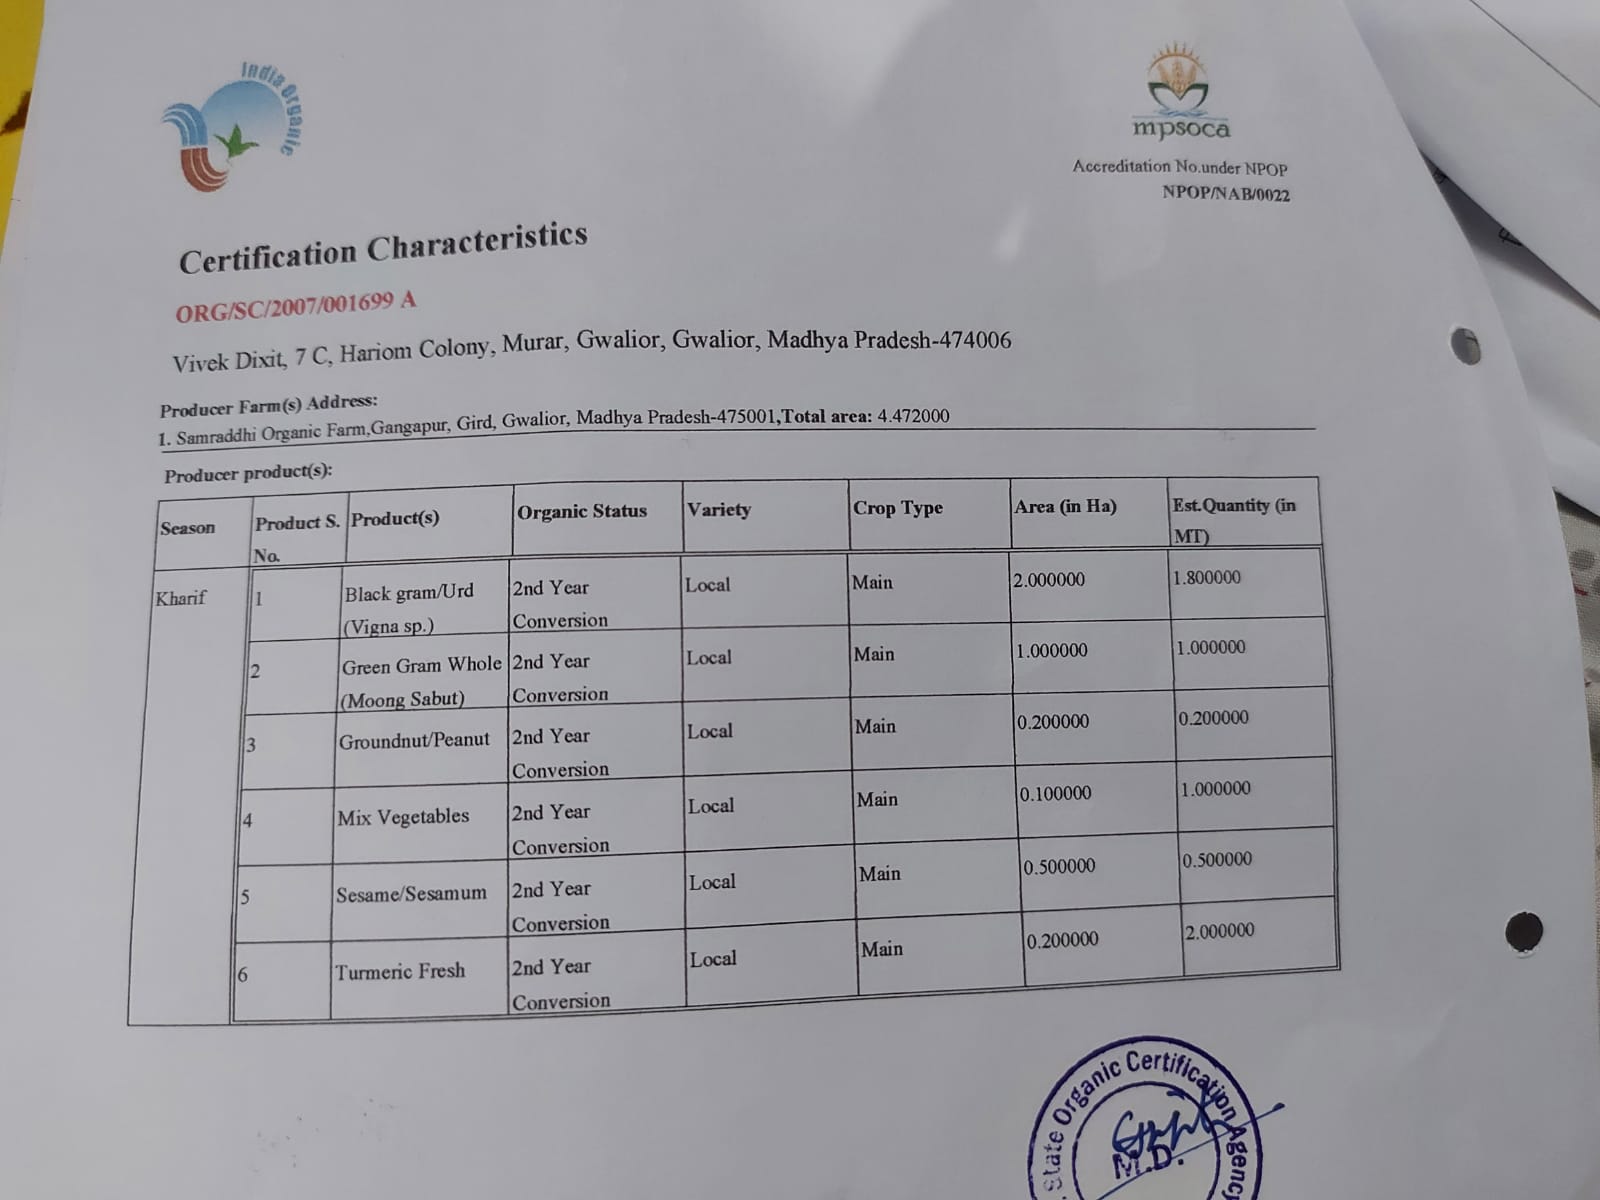 India Organic
mpsoca
Accreditation No.under NPOP
NPOP/NAB/0022
Certification Characteristics
ORG/SC/2007/001699 A
Vivek Dixit, 7 C, Hariom Colony, Murar, Gwalior, Gwalior, Madhya Pradesh-474006
Producer Farm(s) Address:
1. Samraddhi Organic Farm,Gangapur, Gird, Gwalior, Madhya Pradesh-475001,Total area: 4.472000
Producer product(s):
Season Product S. No. Product(s) Organic Status Variety Crop Type Area (in Ha) Est.Quantity (in MT)
Kharif 1 Black gram/Urd (Vigna sp.) 2nd Year Conversion Local Main 2.000000 1.800000
2 Green Gram Whole (Moong Sabut) 2nd Year Conversion Local Main 1.000000 1.000000
3 Groundnut/Peanut 2nd Year Conversion Local Main 0.200000 0.200000
4 Mix Vegetables 2nd Year Conversion Local Main 0.100000 1.000000
5 Sesame/Sesamum 2nd Year Conversion Local Main 0.500000 0.500000
6 Turmeric Fresh 2nd Year Conversion Local Main 0.200000 2.000000
State Organic Certification Agency
M.D.